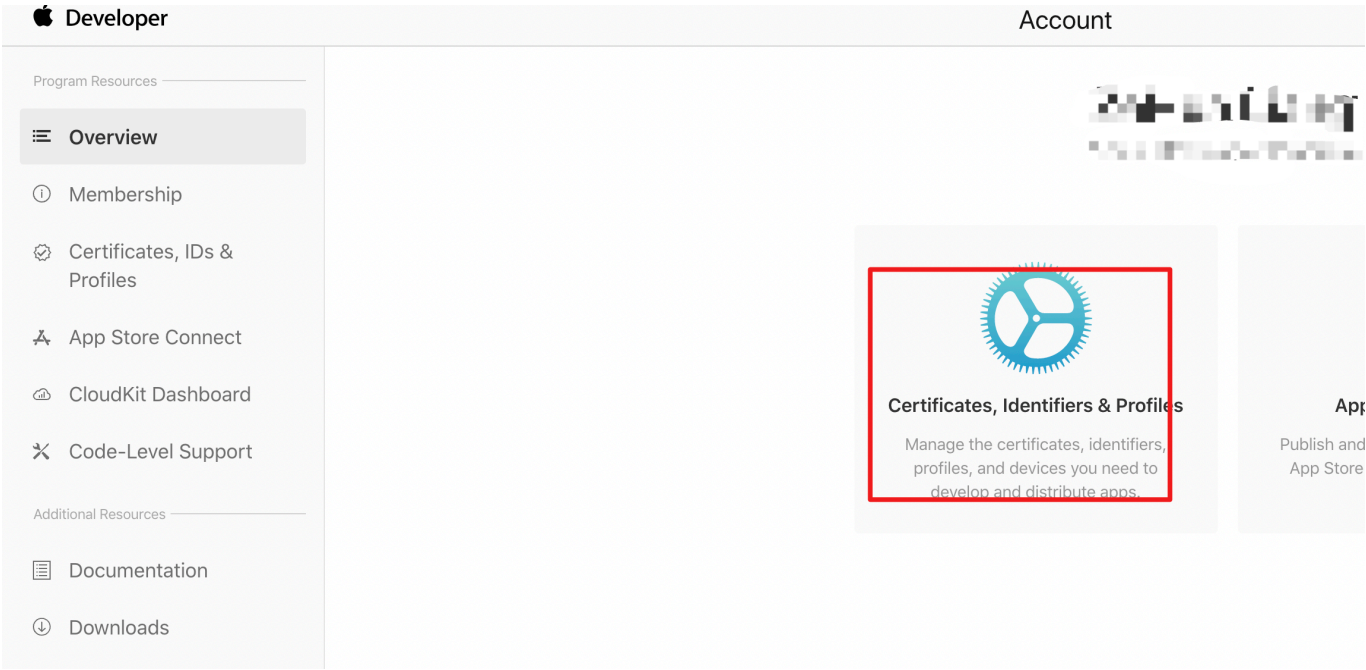 Developer
Account
Program Resources
Overview
Membership
Certificates, IDs &
Profiles
App Store Connect
CloudKit Dashboard
Code-Level Support
Additional Resources
Documentation
Downloads
Certificates, Identifiers & Profiles
Manage the certificates, identifiers,
profiles, and devices you need to
develop and distribute apps.
App
Publish and
App Store